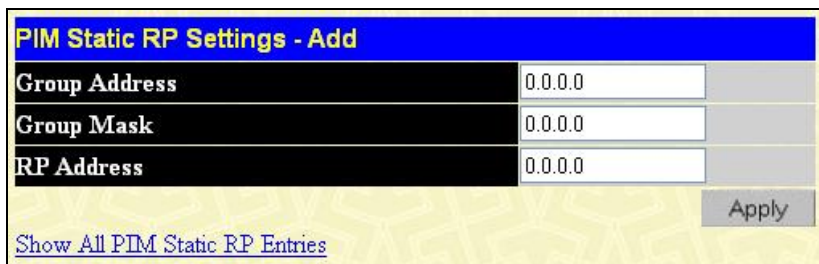 PIM Static RP Settings - Add
Group Address 0.0.0.0
Group Mask 0.0.0.0
RP Address 0.0.0.0
Apply
Show All PIM Static RP Entries